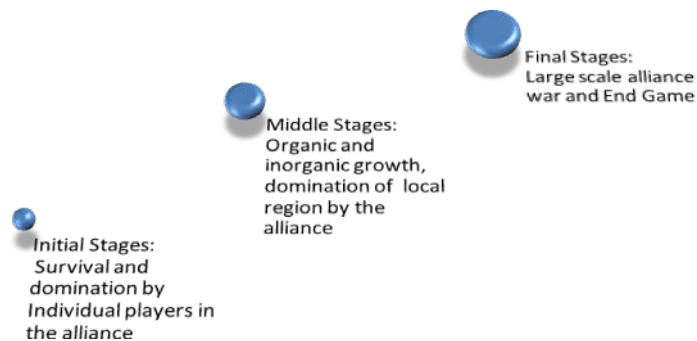 Final Stages:
Large scale alliance
war and End Game
Middle Stages:
Organic and
inorganic growth,
domination of local
region by the
alliance
Initial Stages:
Survival and
domination by
Individual players in
the alliance